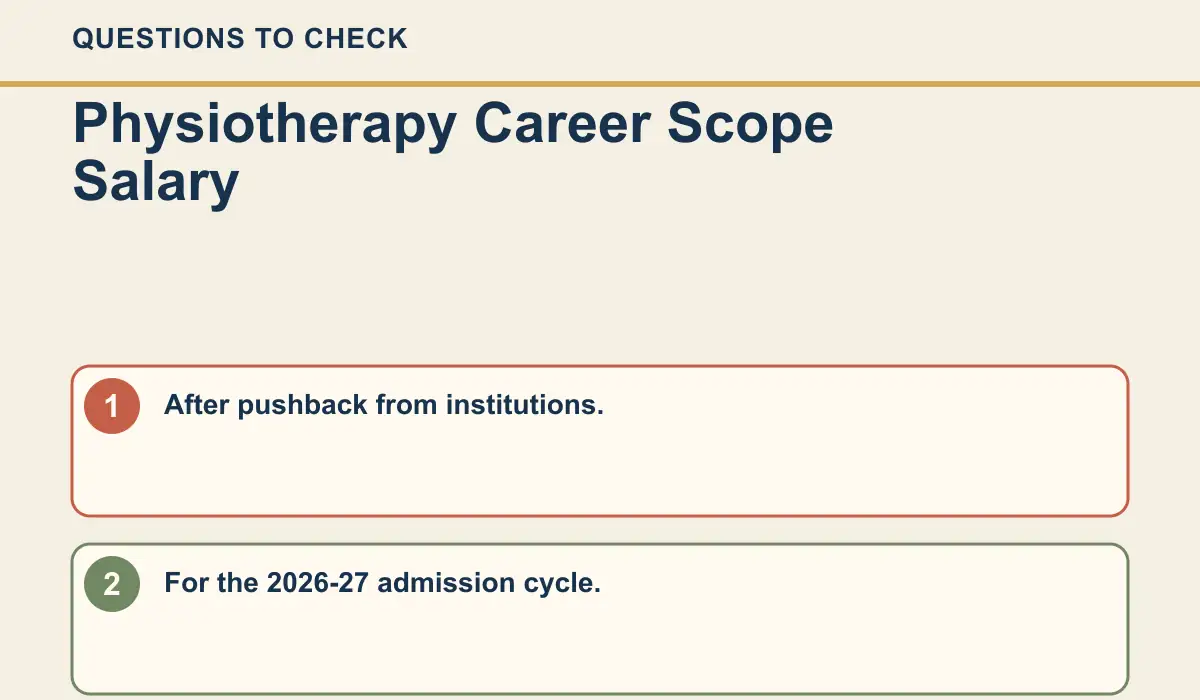 QUESTIONS TO CHECK
Physiotherapy Career Scope
Salary
1
After pushback from institutions.
2
For the 2026-27 admission cycle.